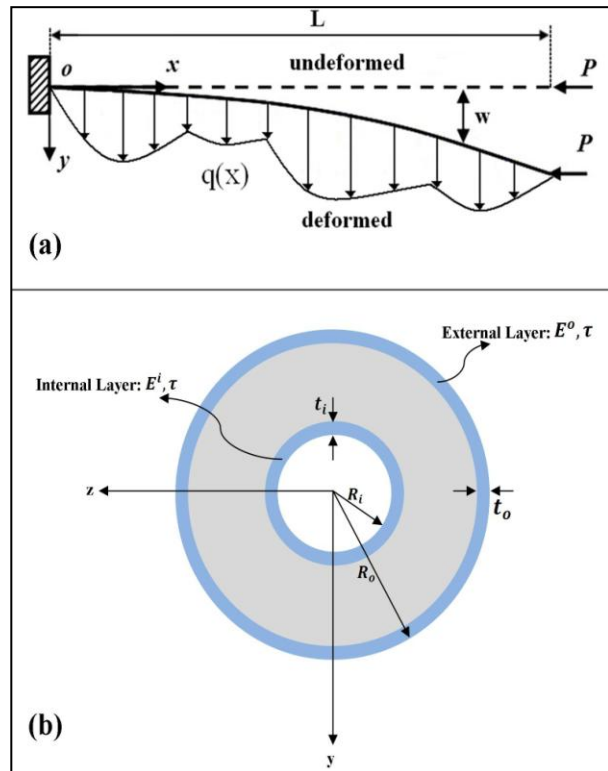 L
undeformed
o
x
P
w
P
y
q(x)
deformed
(a)
External Layer: E^o, τ
Internal Layer: E^i, τ
t_i
z
R_i
t_o
R_o
(b)
y